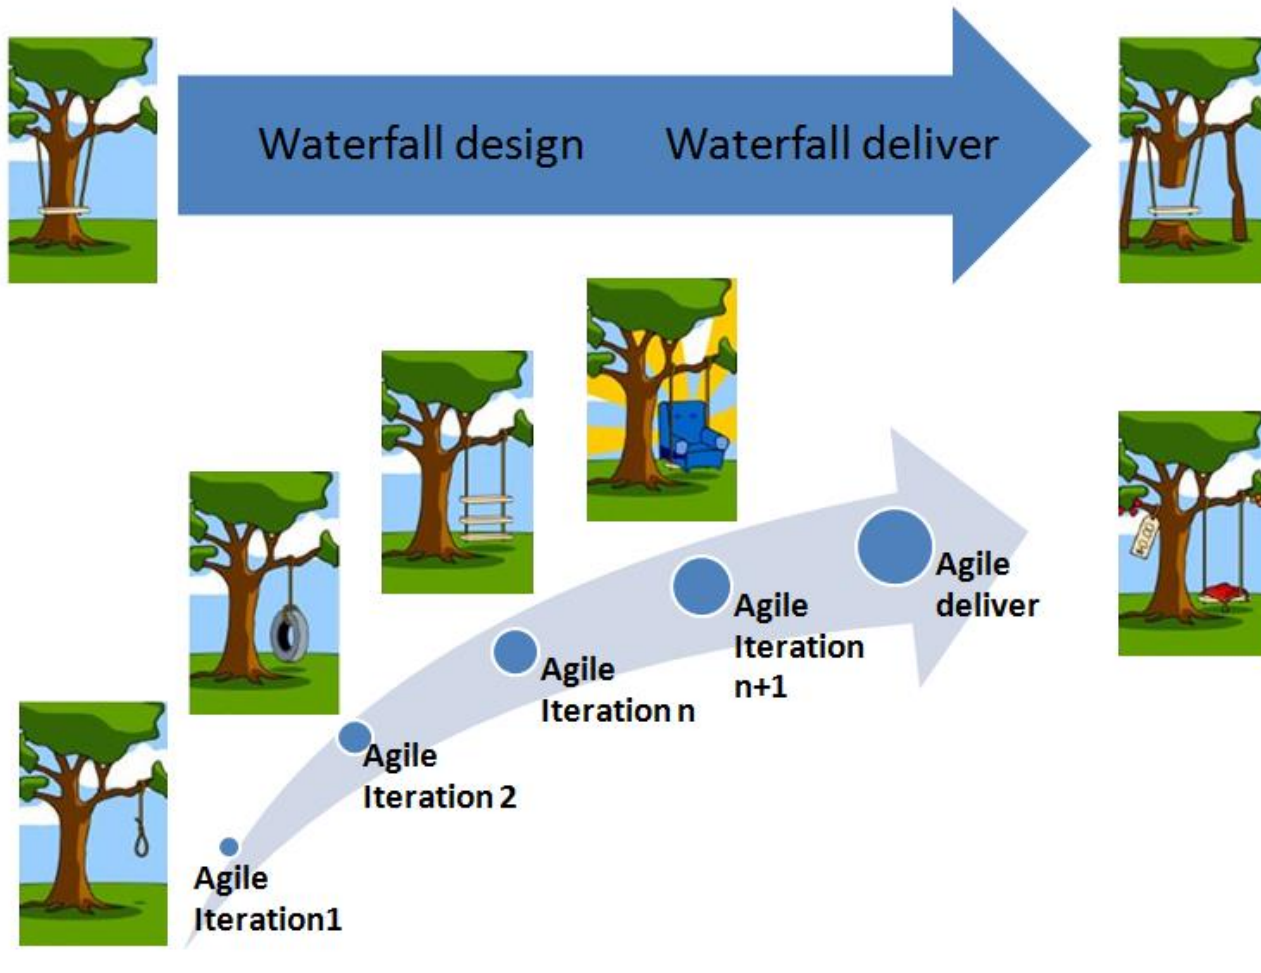 Waterfall design Waterfall deliver
Agile
deliver
Agile
Iteration
n+1
Agile
Iteration n
Agile
Iteration 2
Agile
Iteration1